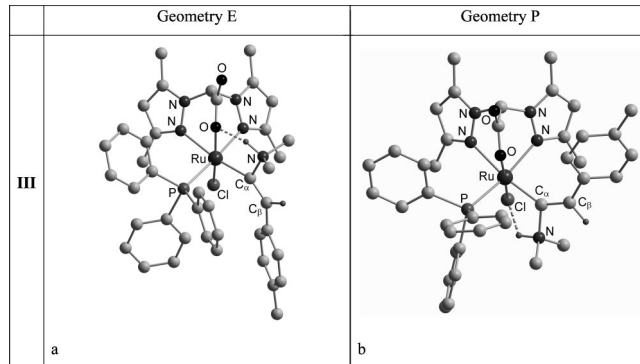 Geometry E Geometry P
III
O
N N
O
N N
Ru N
Cα
P Cl
Cβ
a
O
N N
N N
O
Ru
Cα
Cl Cβ
P
N
b